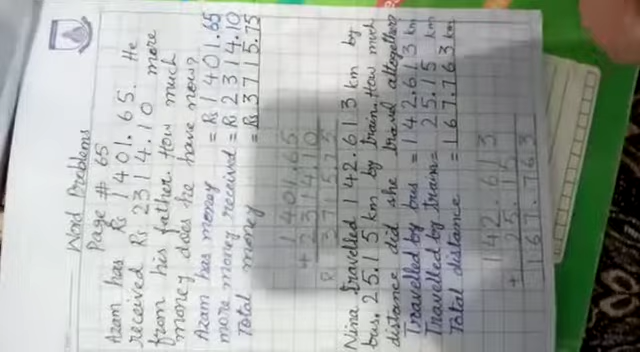 Word Problems
Page # 65
Azam has Rs 1401.65. He
received Rs 2314.10 more
from his father. How much
money does he have now?
Azam has money = Rs 1401.65
more money received = Rs 2314.10
Total money = Rs 3715.75
1401.65
+2314.10
R 3715.75
Nina travelled 142.613 km by
bus. 25.15 km by train. How much
distance did she travel altogether?
Travelled by bus = 142.613 km
Travelled by train = 25.15 km
Total distance = 167.763 km
142.613
+ 25.15
167.763